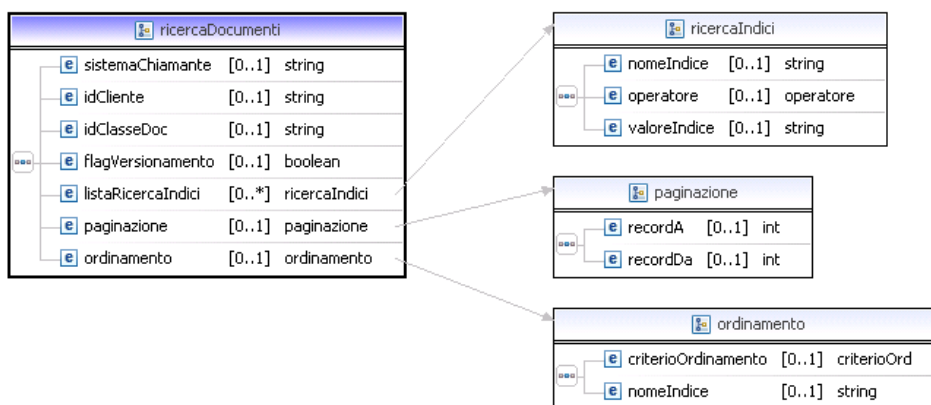 ricercaDocumenti
sistemaChiamante [0..1] string
idCliente [0..1] string
idClasseDoc [0..1] string
flagVersionamento [0..1] boolean
listaRicercaIndici [0..*] ricercaIndici
paginazione [0..1] paginazione
ordinamento [0..1] ordinamento
ricercaIndici
nomeIndice [0..1] string
operatore [0..1] operatore
valoreIndice [0..1] string
paginazione
recordA [0..1] int
recordDa [0..1] int
ordinamento
criterioOrdinamento [0..1] criterioOrd
nomeIndice [0..1] string